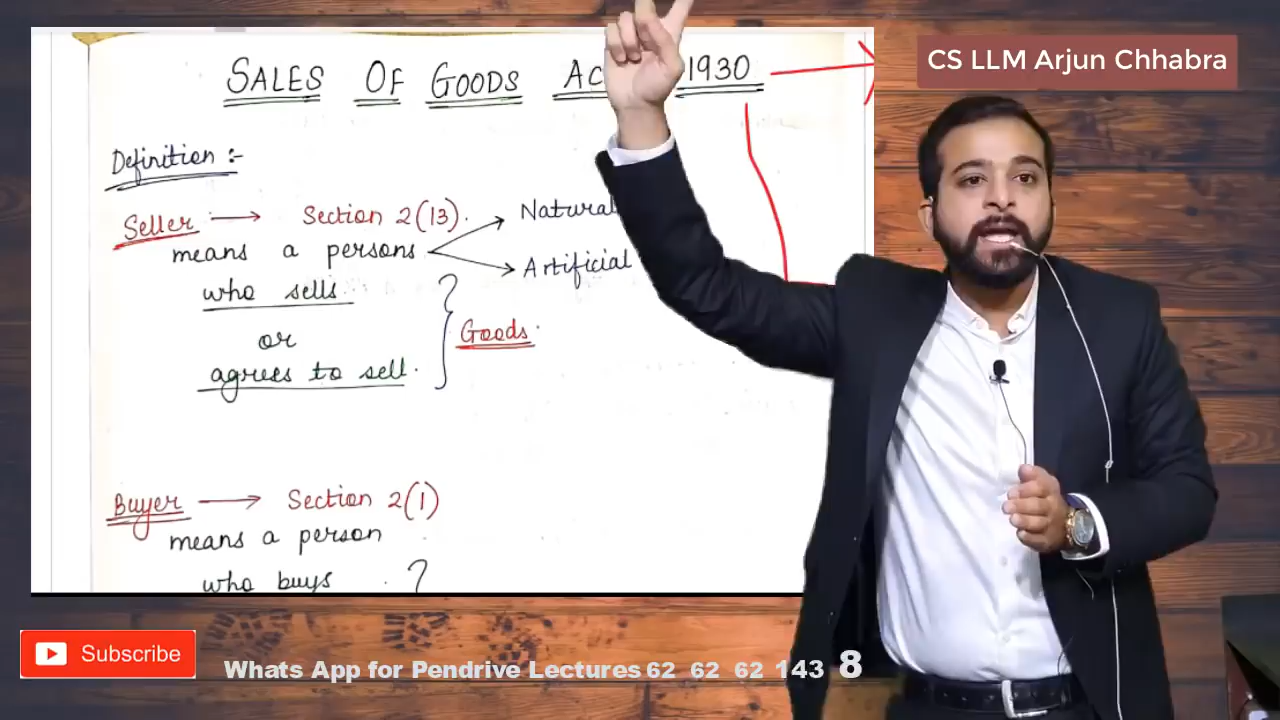 SALES OF GOODS AC 1930
CS LLM Arjun Chhabra
Definition :-
Seller → Section 2(13).
means a persons
Natural
Artificial
who sells
or
agrees to sell.
Goods
Buyer → Section 2(1)
means a person
who buys
Subscribe
Whats App for Pendrive Lectures 62 62 62 143 8